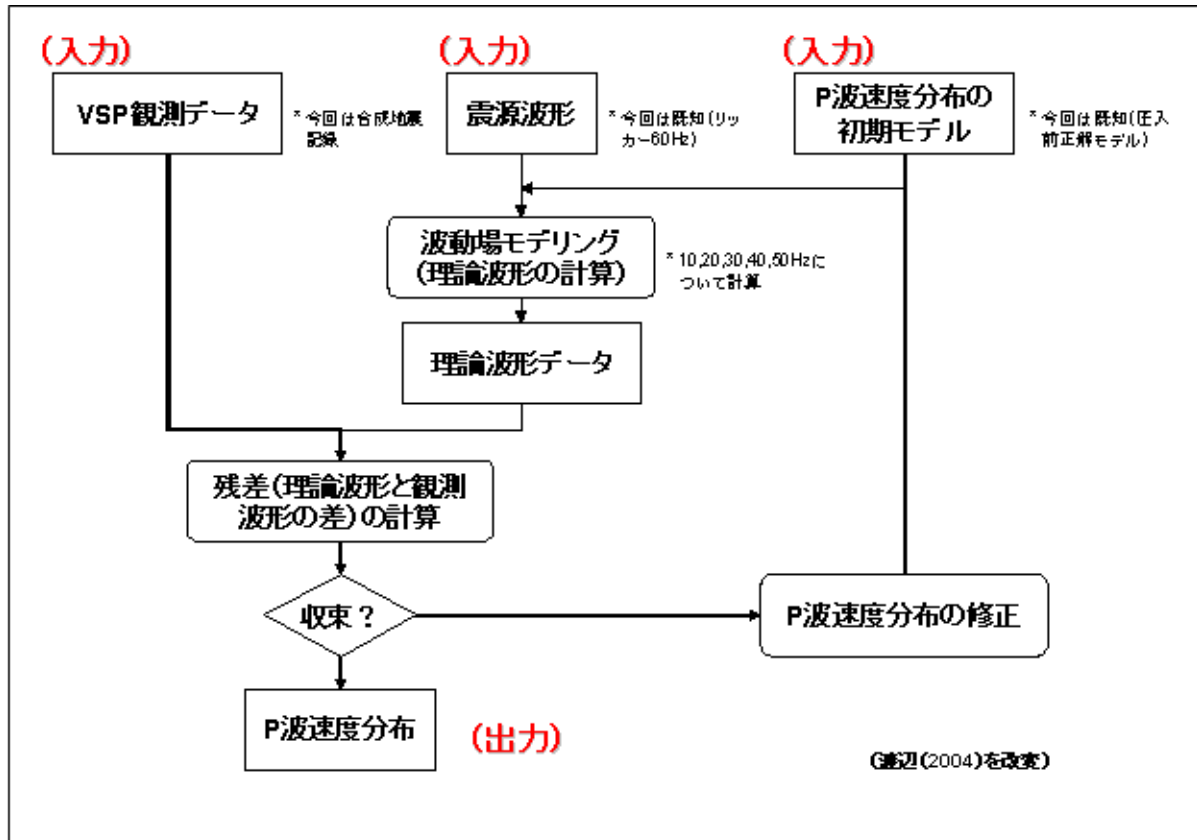 （入力）
（入力）
（入力）
VSP観測データ
* 今回は合成地震
記録
震源波形
* 今回は既知（リッ
カー60Hz）
P波速度分布の
初期モデル
* 今回は既知（圧入
前正解モデル）
波動場モデリング
（理論波形の計算）
* 10,20,30,40,50Hzに
ついて計算
理論波形データ
残差（理論波形と観測
波形の差）の計算
収束？
P波速度分布の修正
P波速度分布
（出力）
（渡辺（2004）を改変）